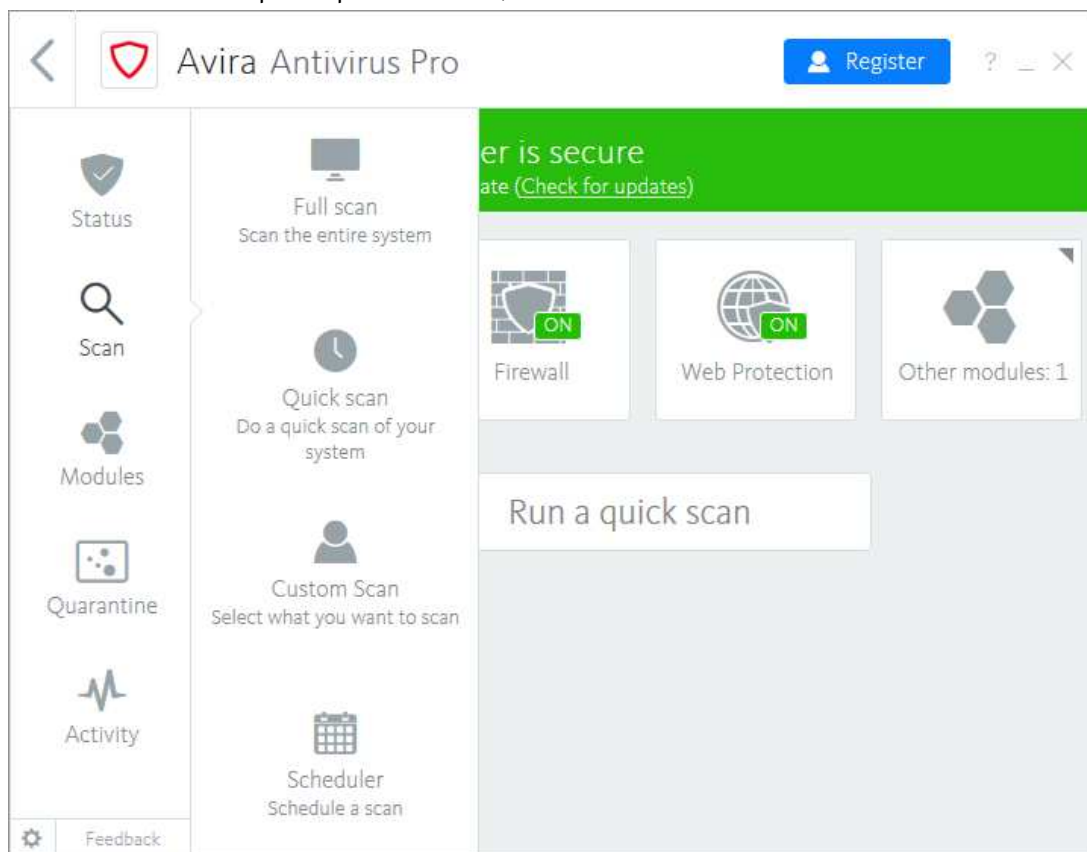 Avira Antivirus Pro
Register
?
Status
Scan
Modules
Quarantine
Activity
Feedback
Full scan
Scan the entire system
Quick scan
Do a quick scan of your
system
Custom Scan
Select what you want to scan
Scheduler
Schedule a scan
er is secure
ate (Check for updates)
ON
Firewall
ON
Web Protection
Other modules: 1
Run a quick scan